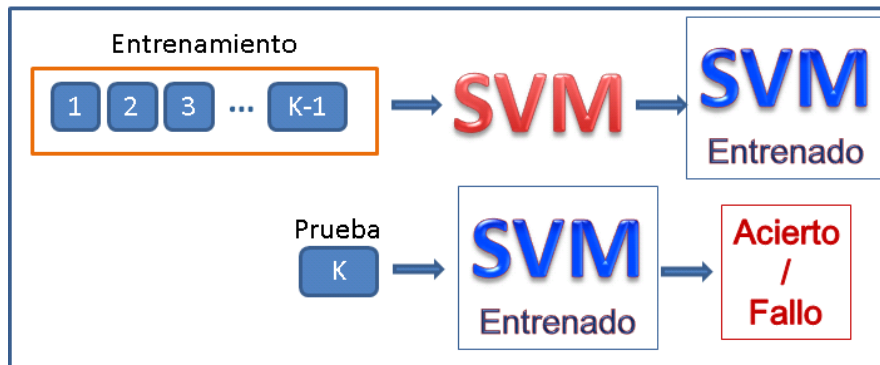 Entrenamiento
1 2 3 ... K-1
SVM
SVM
Entrenado
Prueba
K
SVM
Entrenado
Acierto
/
Fallo